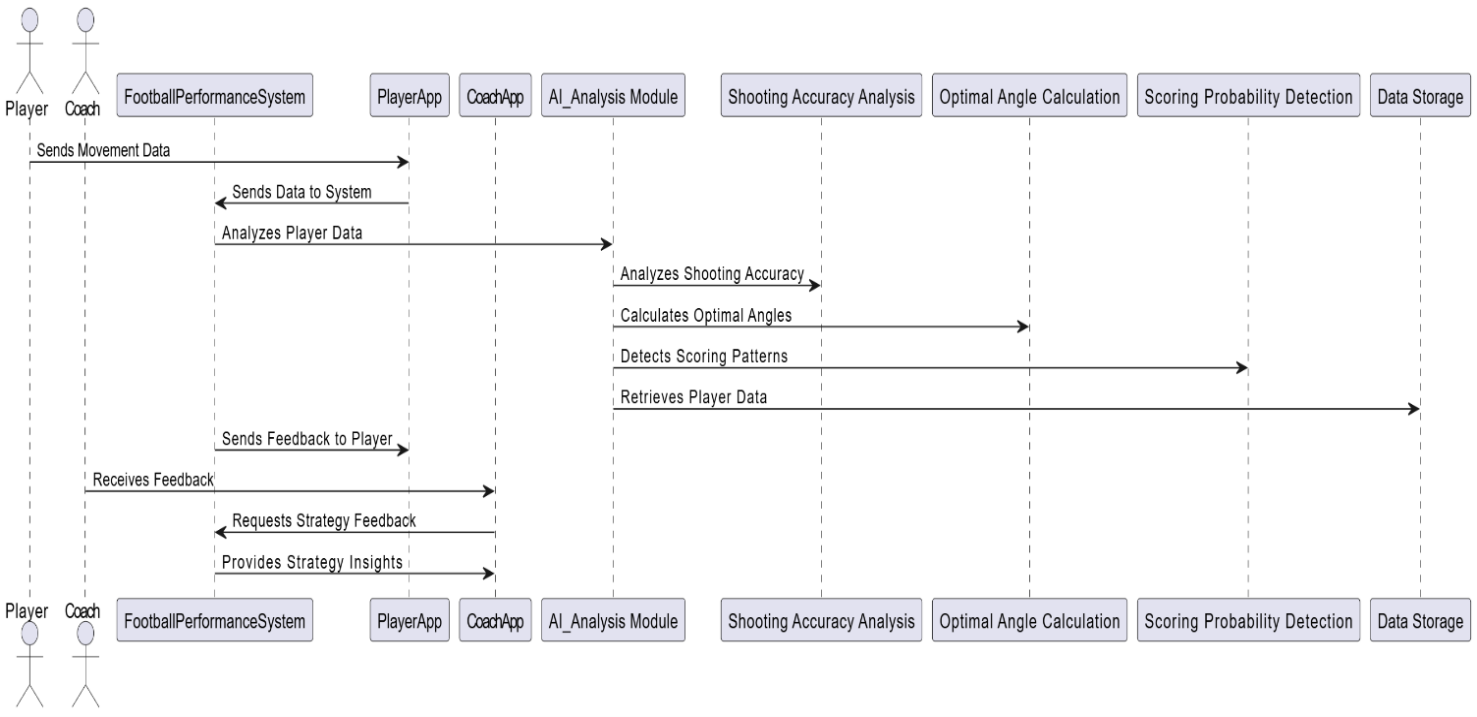 Player
Coach
FootballPerformanceSystem
PlayerApp
CoachApp
AI_Analysis Module
Shooting Accuracy Analysis
Optimal Angle Calculation
Scoring Probability Detection
Data Storage
Sends Movement Data
Sends Data to System
Analyzes Player Data
Analyzes Shooting Accuracy
Calculates Optimal Angles
Detects Scoring Patterns
Retrieves Player Data
Sends Feedback to Player
Receives Feedback
Requests Strategy Feedback
Provides Strategy Insights
Player
Coach
FootballPerformanceSystem
PlayerApp
CoachApp
AI_Analysis Module
Shooting Accuracy Analysis
Optimal Angle Calculation
Scoring Probability Detection
Data Storage